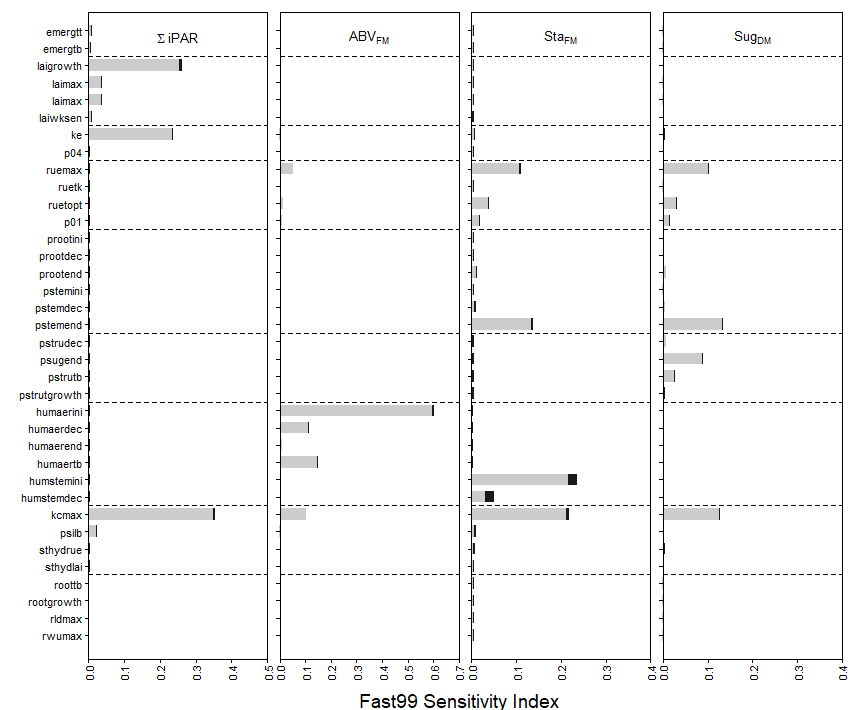 Σ iPAR ABV_FM Sta_FM Sug_DM
emergtt
emergtb
laigrowth
laimax
laimax
laiwksen
ke
p04
ruemax
ruetk
ruetopt
p01
prootini
prootdec
prootend
pstemini
pstemdec
pstemend
pstrudec
psugend
pstrutb
pstrutgrowth
humaerini
humaerdec
humaerend
humaertb
humstemini
humstemdec
kcmax
psilb
sthydrue
sthydlai
roottb
rootgrowth
rldmax
rwumax
0.0 0.1 0.2 0.3 0.4 0.5 0.0 0.1 0.2 0.3 0.4 0.5 0.6 0.7 0.0 0.1 0.2 0.3 0.4 0.0 0.1 0.2 0.3 0.4
Fast99 Sensitivity Index